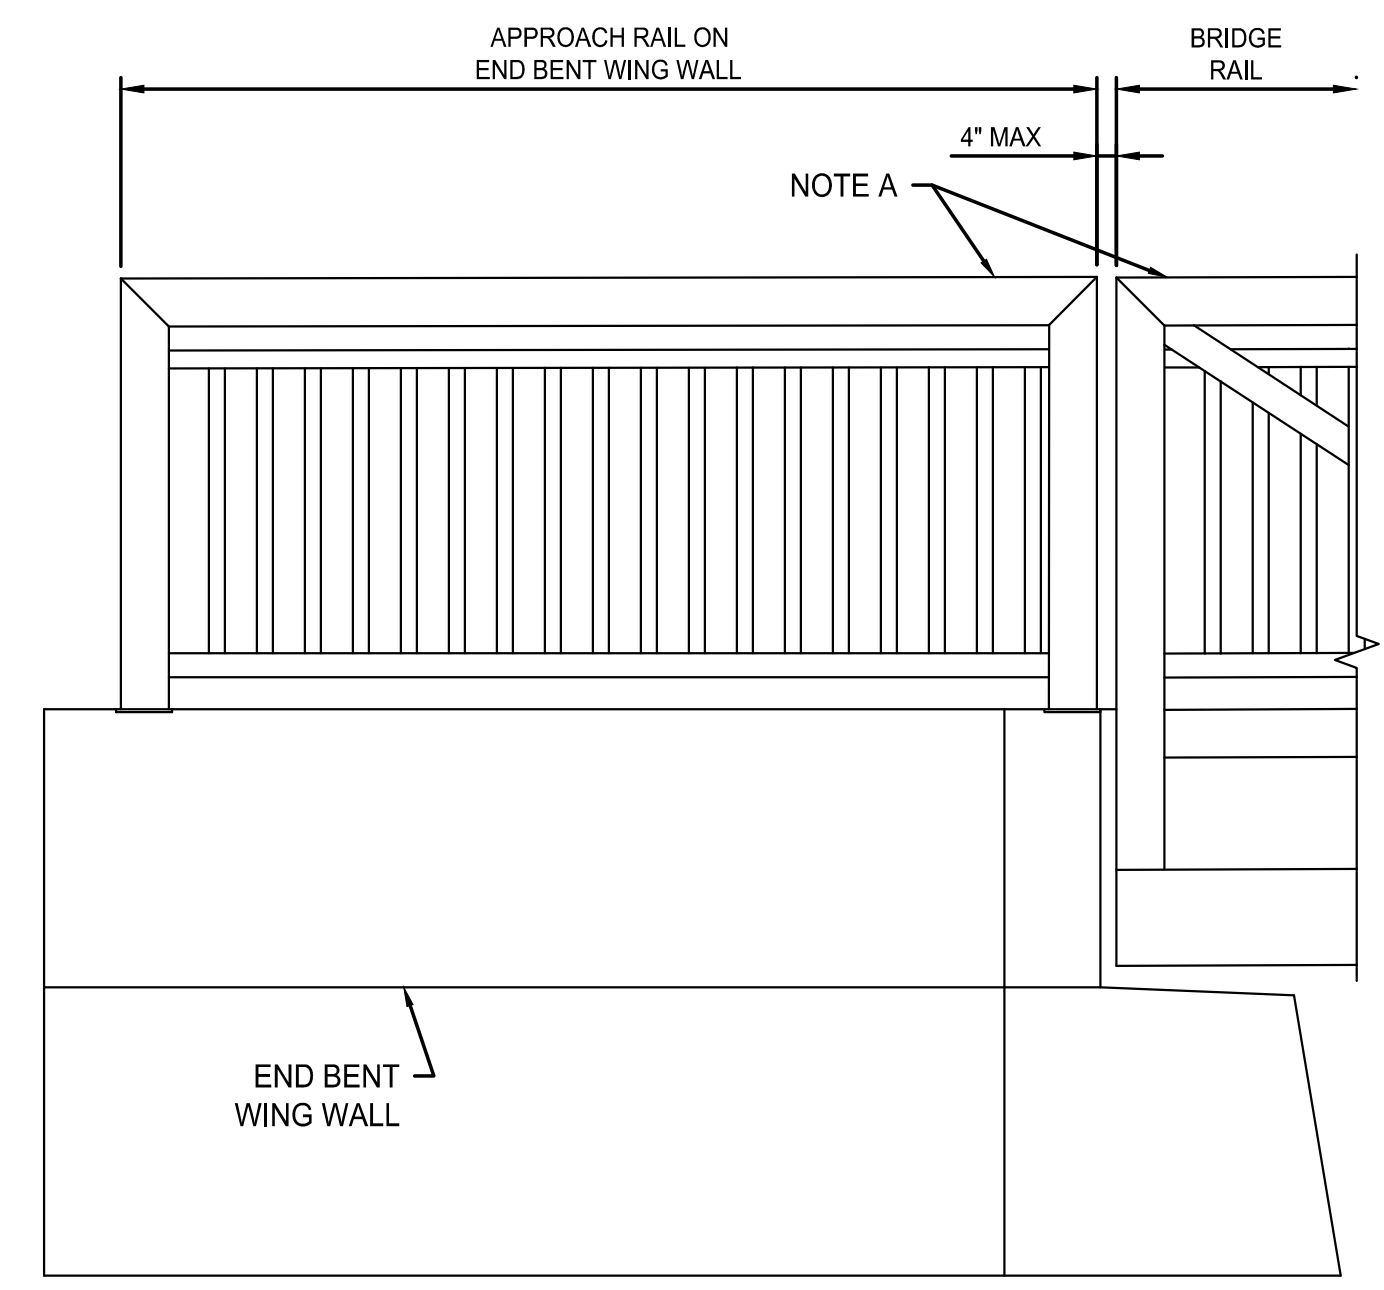 APPROACH RAIL ON
END BENT WING WALL
BRIDGE
RAIL
4" MAX
NOTE A
END BENT
WING WALL